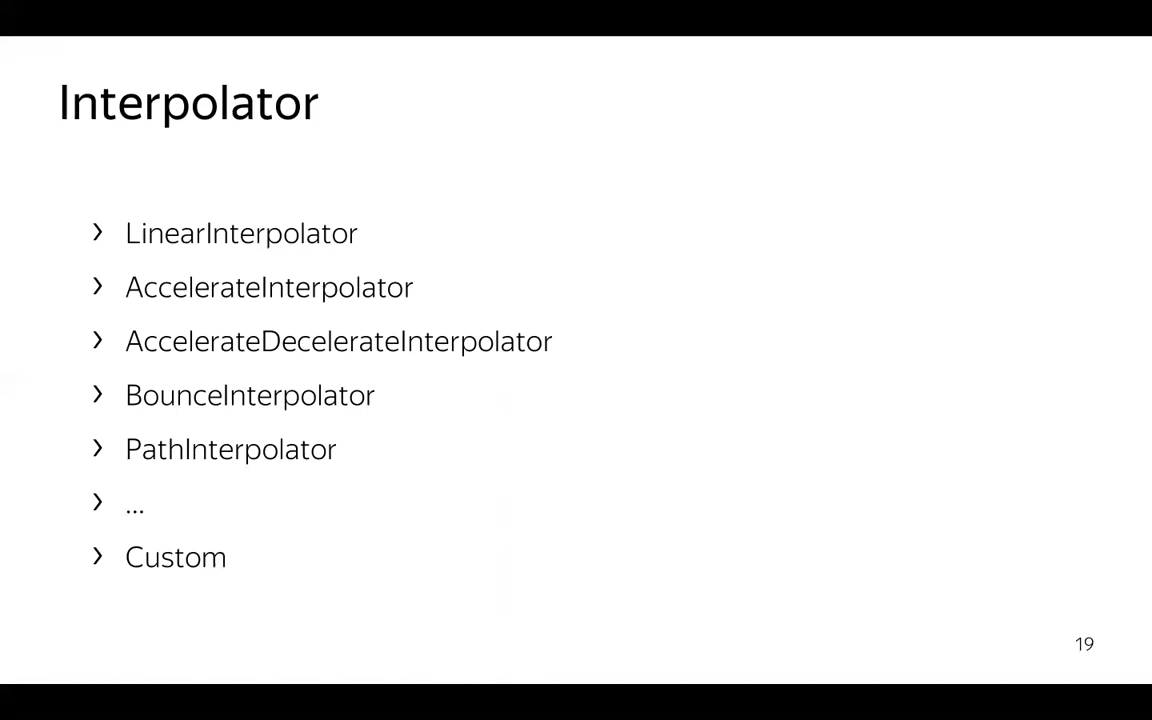 Interpolator
› LinearInterpolator
› AccelerateInterpolator
› AccelerateDecelerateInterpolator
› BounceInterpolator
› PathInterpolator
› ...
› Custom
19